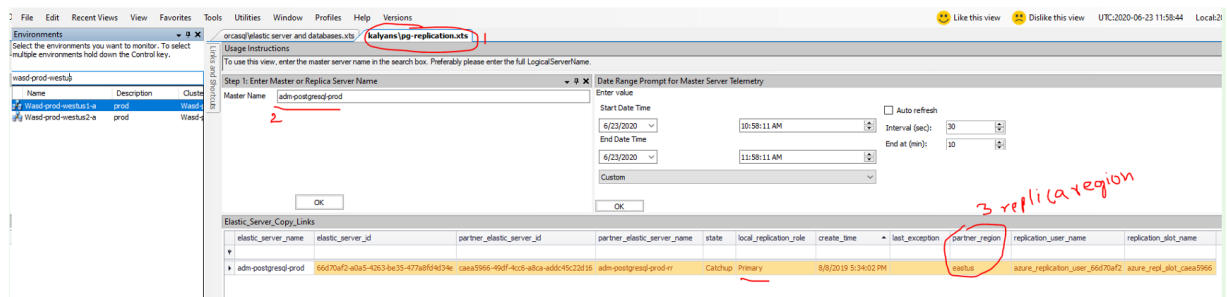 File Edit Recent Views View Favorites Tools Utilities Window Profiles Help Versions Like this view Dislike this view UTC:2020-06-23 11:58:44 Local:20
Environments
Select the environments you want to monitor. To select multiple environments hold down the Control key.
wasd-prod-westus
Name Description Cluste
Wasd-prod-westus1-a prod Wasd-p
Wasd-prod-westus2-a prod Wasd-p
Links and Shortcuts
orcasql\elastic server and databases.xts kalyans\pg-replication.xts 1
Usage Instructions
To use this view, enter the master server name in the search box. Preferably please enter the full LogicalServerName.
Step 1: Enter Master or Replica Server Name
Master Name adm-postgresql-prod
2
OK
Date Range Prompt for Master Server Telemetry
Enter value
Start Date Time
6/23/2020 10:58:11 AM
End Date Time
6/23/2020 11:58:11 AM
Custom
OK
Auto refresh
Interval (sec): 30
End at (min): 10
3 replica region
Elastic_Server_Copy_Links
elastic_server_name elastic_server_id partner_elastic_server_id partner_elastic_server_name state local_replication_role create_time last_exception partner_region replication_user_name replication_slot_name
adm-postgresql-prod 66d70af2-a0a5-4263-be35-477a8fd4d34e caea5966-49df-4cc6-a8ca-addc45c22d16 adm-postgresql-prod-rr Catchup Primary 8/8/2019 5:34:02 PM eastus azure_replication_user_66d70af2 azure_repl_slot_caea5966